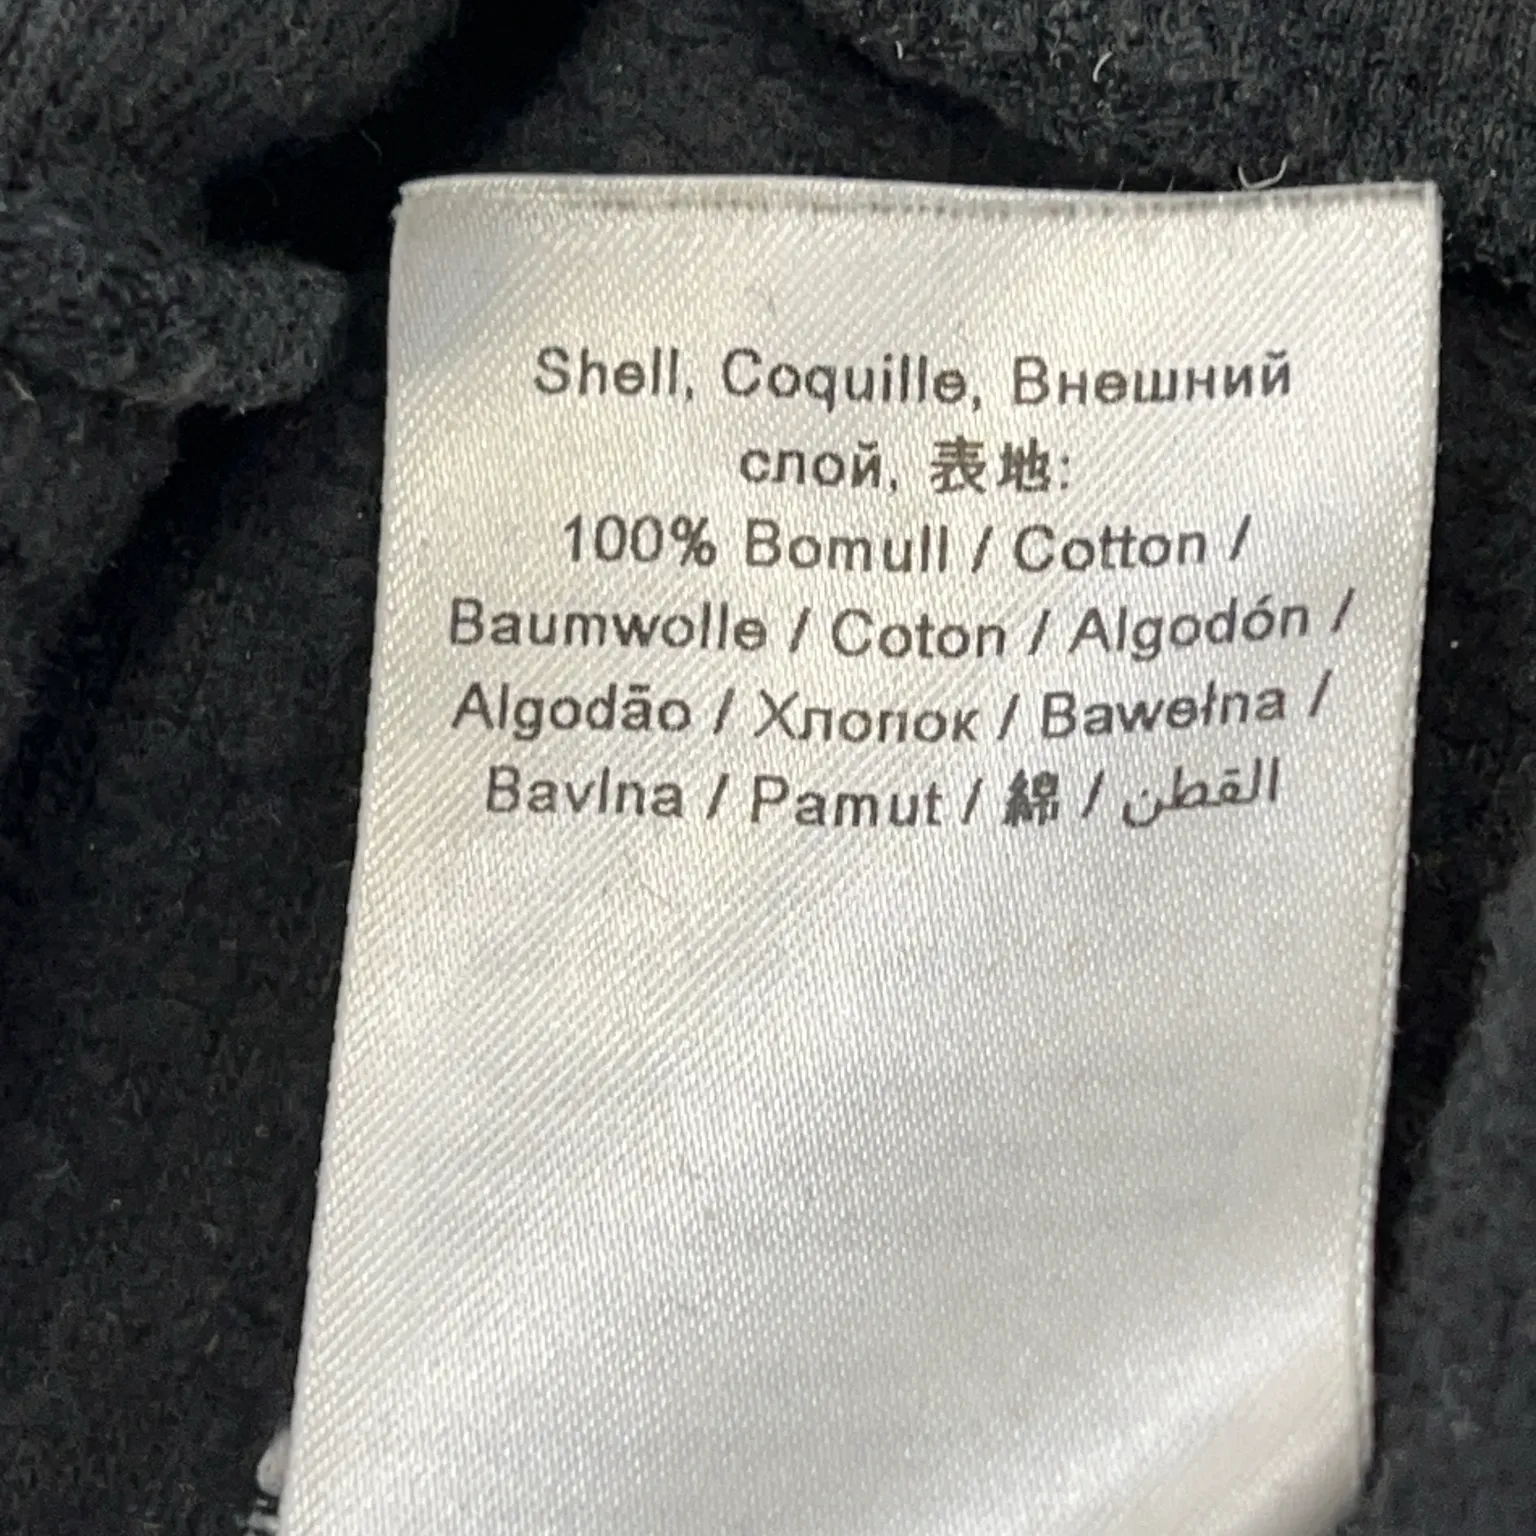 Shell, Coquille, Внешний
слой, 表地:
100% Bomull / Cotton /
Baumwolle / Coton / Algodón /
Algodão / Хлопок / Bawełna /
Bavlna / Pamut / 綿 / القطن